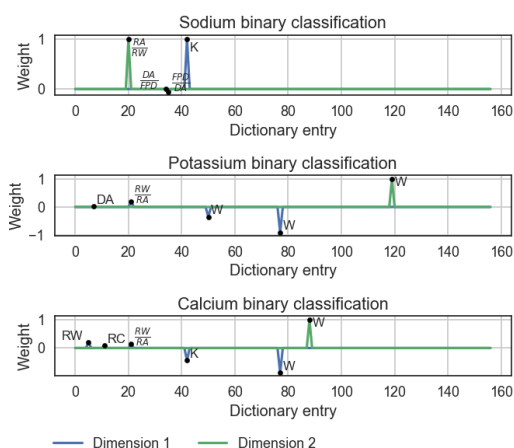 Sodium binary classification
Weight
1
0
RA/RW
K
DA/FPD
FPD/DA
0 20 40 60 80 100 120 140 160
Dictionary entry
Potassium binary classification
Weight
1
0
−1
DA
RW/RA
W
W
W
0 20 40 60 80 100 120 140 160
Dictionary entry
Calcium binary classification
Weight
1
0
RW
RC
RW/RA
K
W
W
0 20 40 60 80 100 120 140 160
Dictionary entry
Dimension 1 Dimension 2